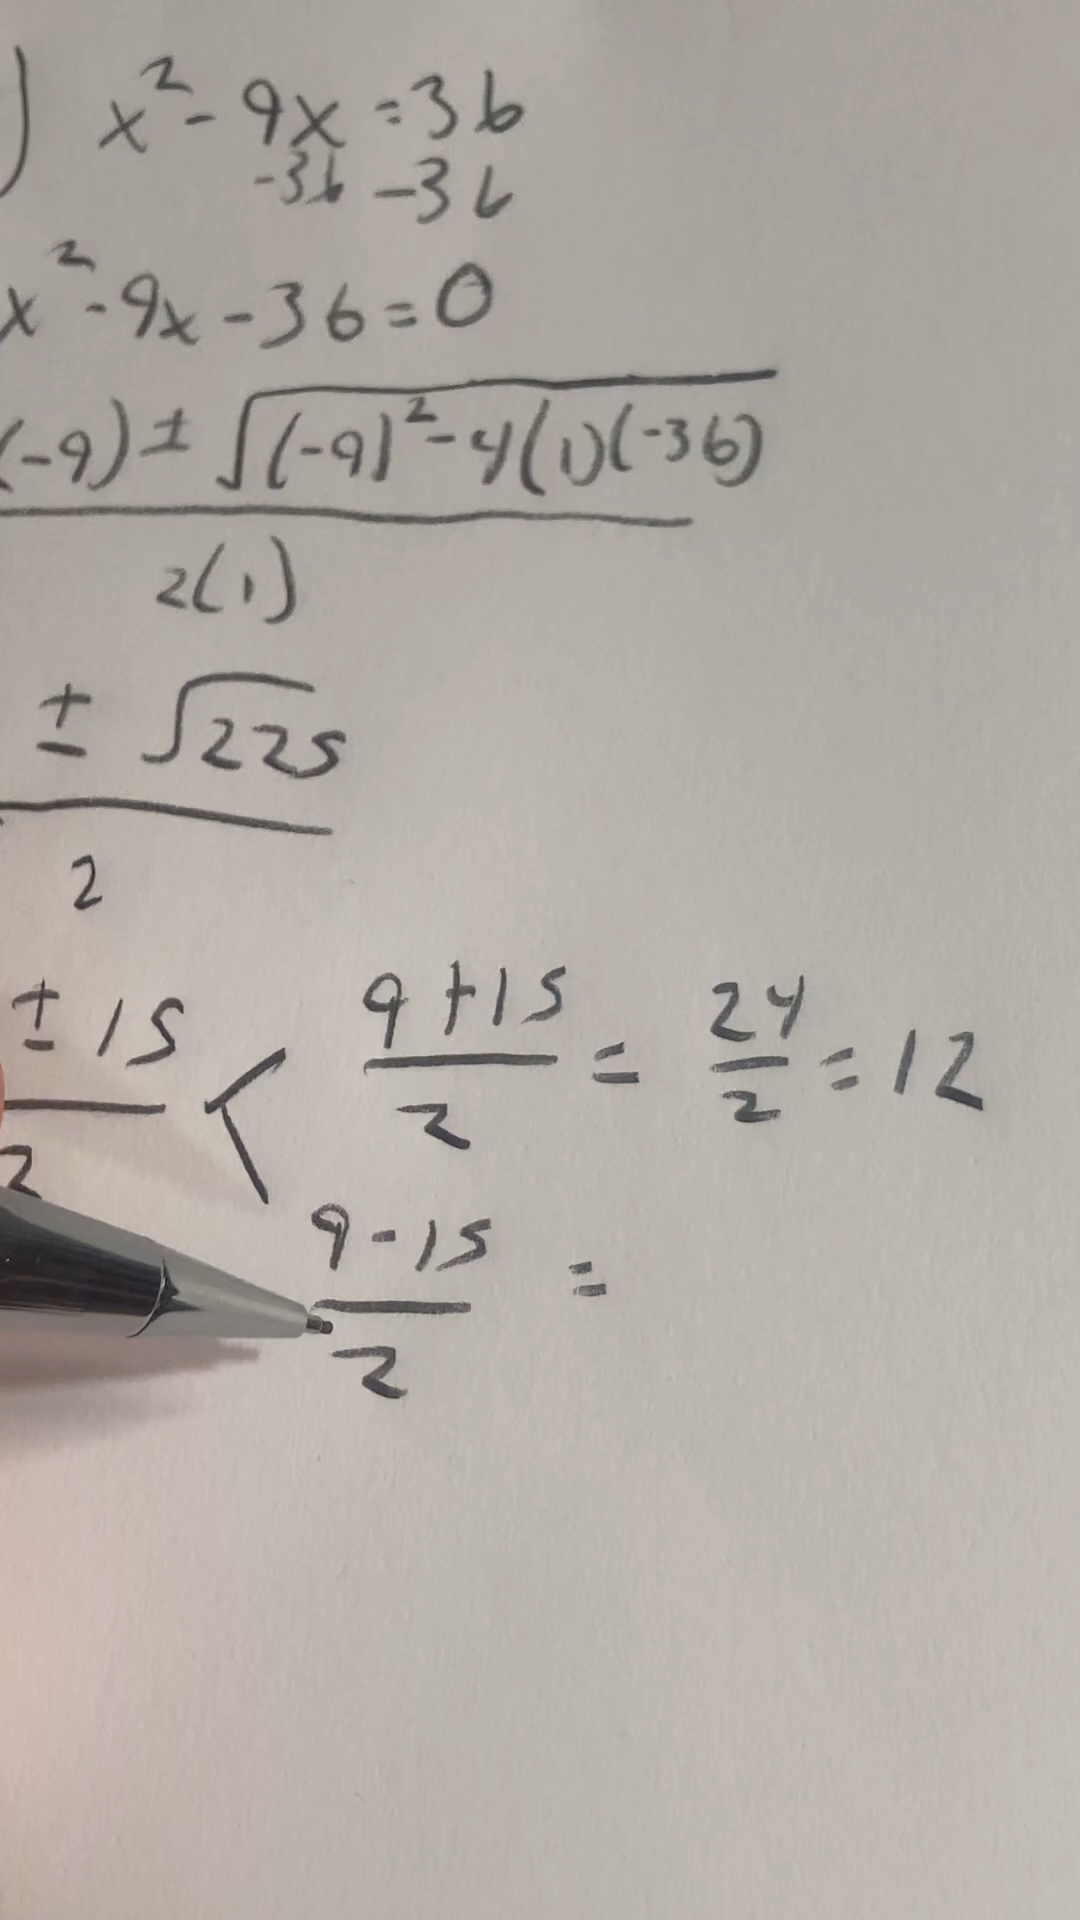 ) x² - 9x = 36
-36 -36
x² - 9x - 36 = 0
(-9) ± √(-9)² - 4(1)(-36)
2(1)
± √225
2
± 15 < 9 + 15 = 24 = 12
2 2 2
9 - 15 =
2